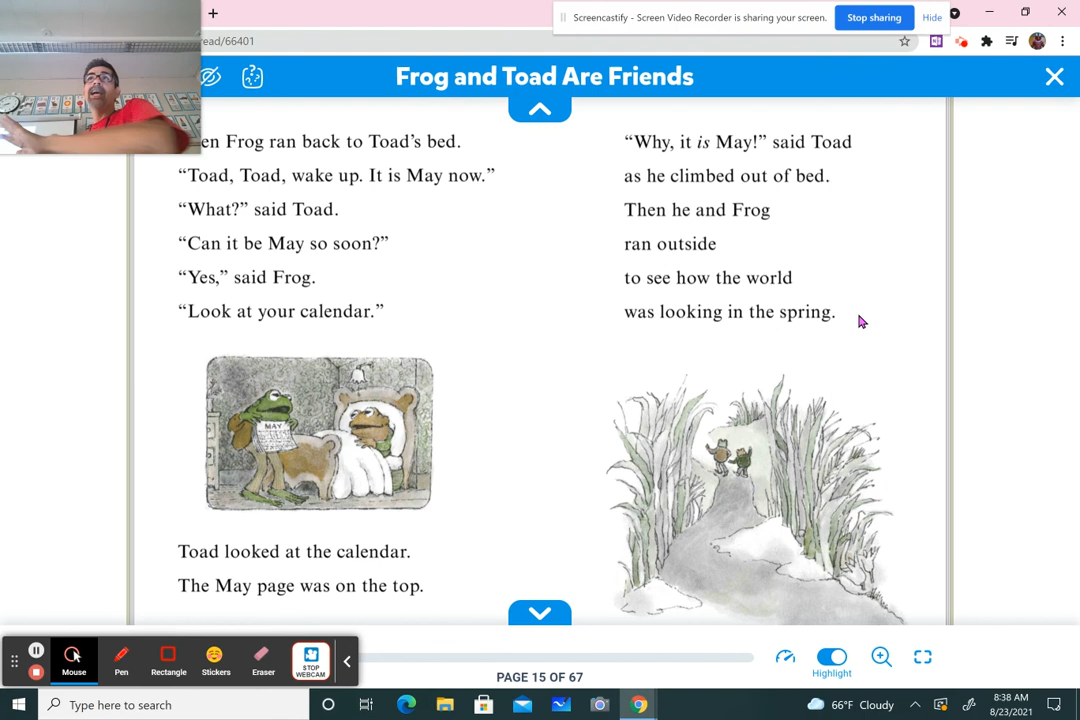 Screencastify - Screen Video Recorder is sharing your screen.
Stop sharing
Hide
read/66401
Frog and Toad Are Friends
en Frog ran back to Toad’s bed.
“Toad, Toad, wake up. It is May now.”
“What?” said Toad.
“Can it be May so soon?”
“Yes,” said Frog.
“Look at your calendar.”
MAY
Toad looked at the calendar.
The May page was on the top.
“Why, it is May!” said Toad
as he climbed out of bed.
Then he and Frog
ran outside
to see how the world
was looking in the spring.
Mouse
Pen
Rectangle
Stickers
Eraser
STOP
WEBCAM
PAGE 15 OF 67
Highlight
Type here to search
66°F Cloudy
8:38 AM
8/23/2021